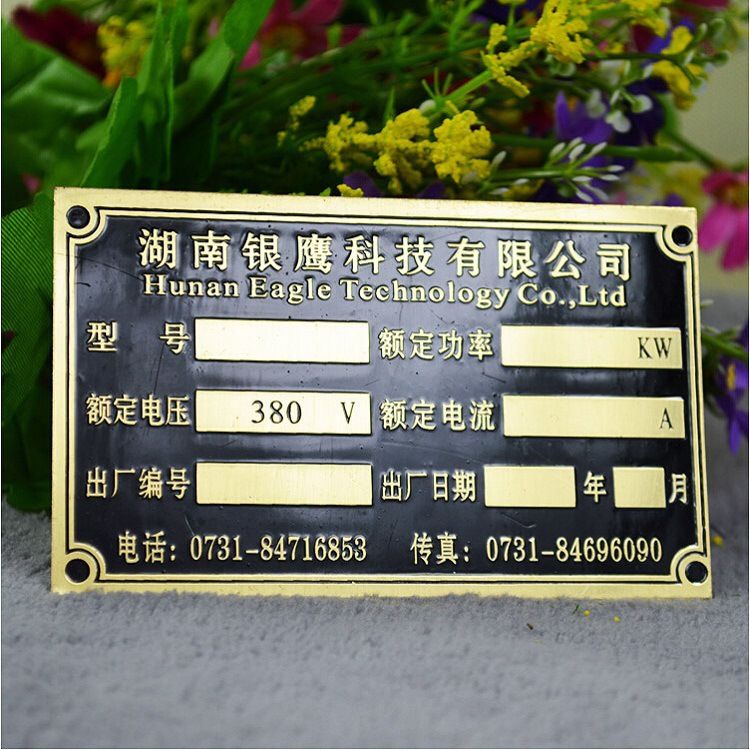 湖南银鹰科技有限公司
Hunan Eagle Technology Co.,Ltd
型 号 额定功率 KW
额定电压 380 V 额定电流 A
出厂编号 出厂日期 年 月
电话: 0731-84716853 传真: 0731-84696090